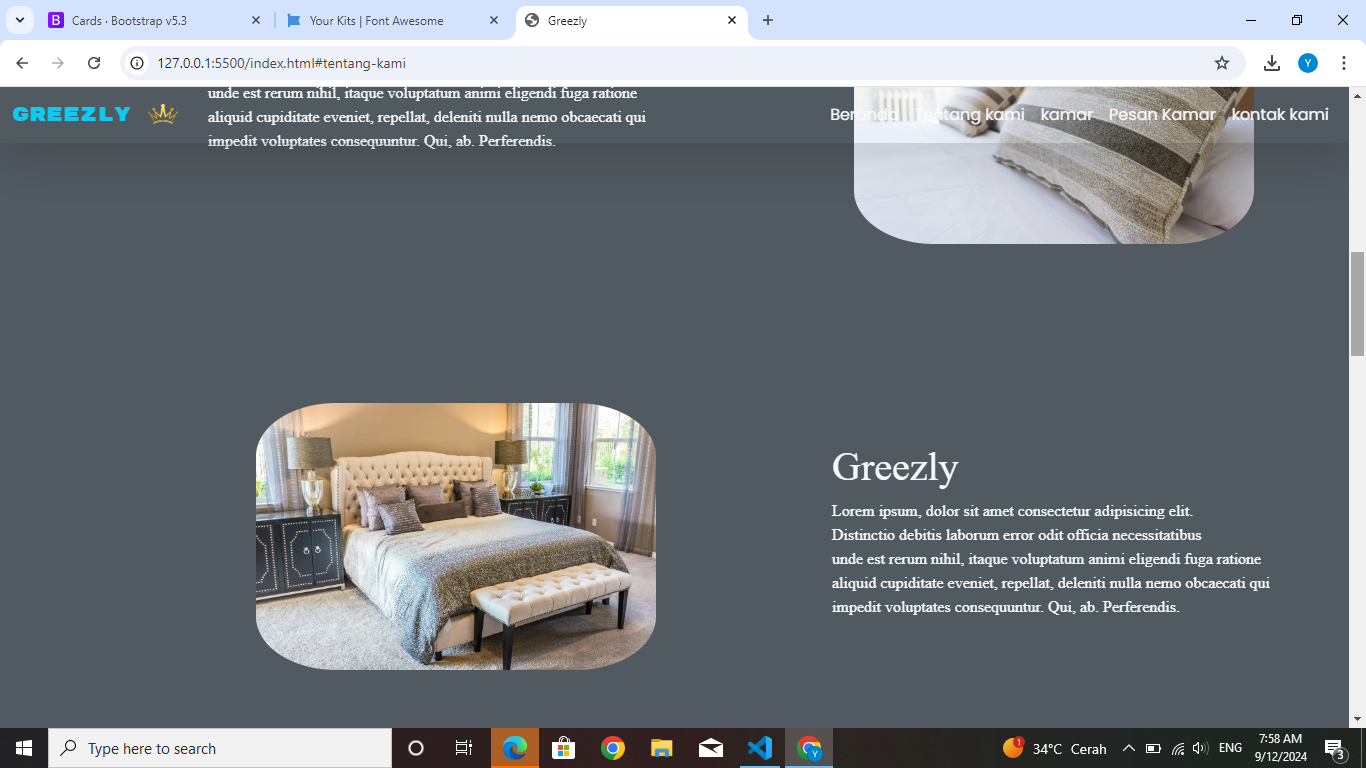 Cards · Bootstrap v5.3
Your Kits | Font Awesome
Greezly
127.0.0.1:5500/index.html#tentang-kami
Y
GREEZLY
Beranda Tentang kami kamar Pesan Kamar kontak kami
unde est rerum nihil, itaque voluptatum animi eligendi fuga ratione
aliquid cupiditate eveniet, repellat, deleniti nulla nemo obcaecati qui
impedit voluptates consequuntur. Qui, ab. Perferendis.
Greezly
Lorem ipsum, dolor sit amet consectetur adipisicing elit.
Distinctio debitis laborum error odit officia necessitatibus
unde est rerum nihil, itaque voluptatum animi eligendi fuga ratione
aliquid cupiditate eveniet, repellat, deleniti nulla nemo obcaecati qui
impedit voluptates consequuntur. Qui, ab. Perferendis.
Type here to search
Y
1
34°C Cerah
ENG
7:58 AM
9/12/2024
3